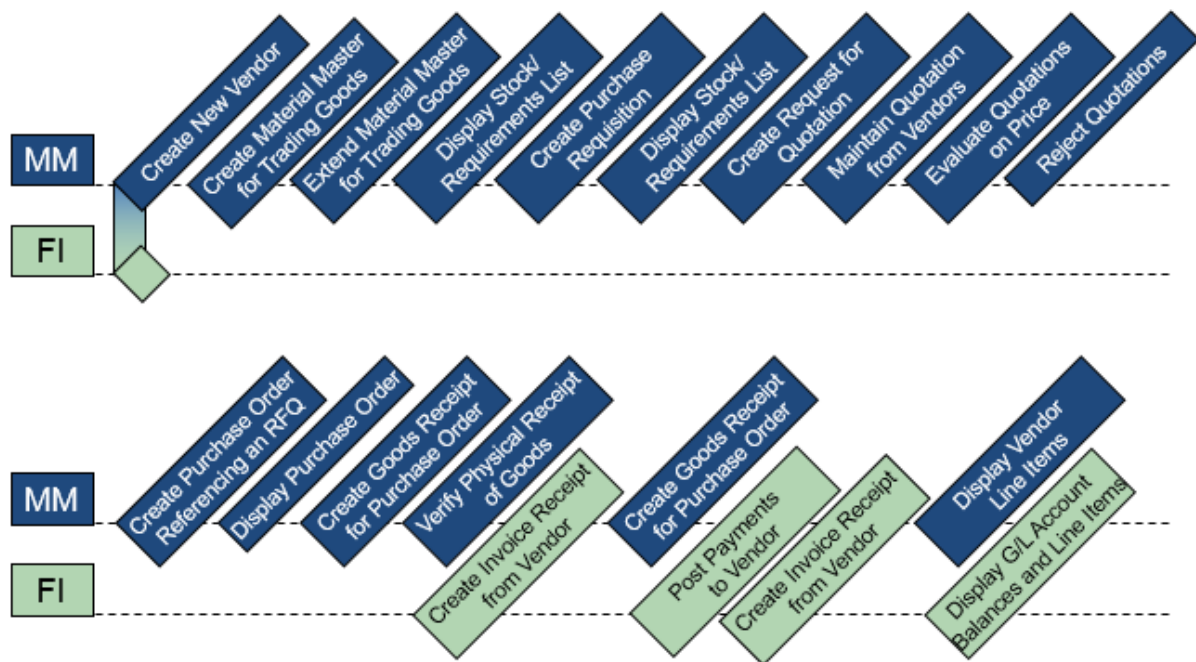 MM
Create New Vendor
Create Material Master
for Trading Goods
Extend Material Master
for Trading Goods
Display Stock/
Requirements List
Create Purchase
Requisition
Display Stock/
Requirements List
Create Request for
Quotation
Maintain Quotation
from Vendors
Evaluate Quotations
on Price
Reject Quotations
FI
MM
Create Purchase Order
Referencing an RFQ
Display Purchase Order
Create Goods Receipt
for Purchase Order
Verify Physical Receipt
of Goods
Create Goods Receipt
for Purchase Order
Display Vendor
Line Items
FI
Create Invoice Receipt
from Vendor
Post Payments
to Vendor
Create Invoice Receipt
from Vendor
Display G/L Account
Balances and Line Items